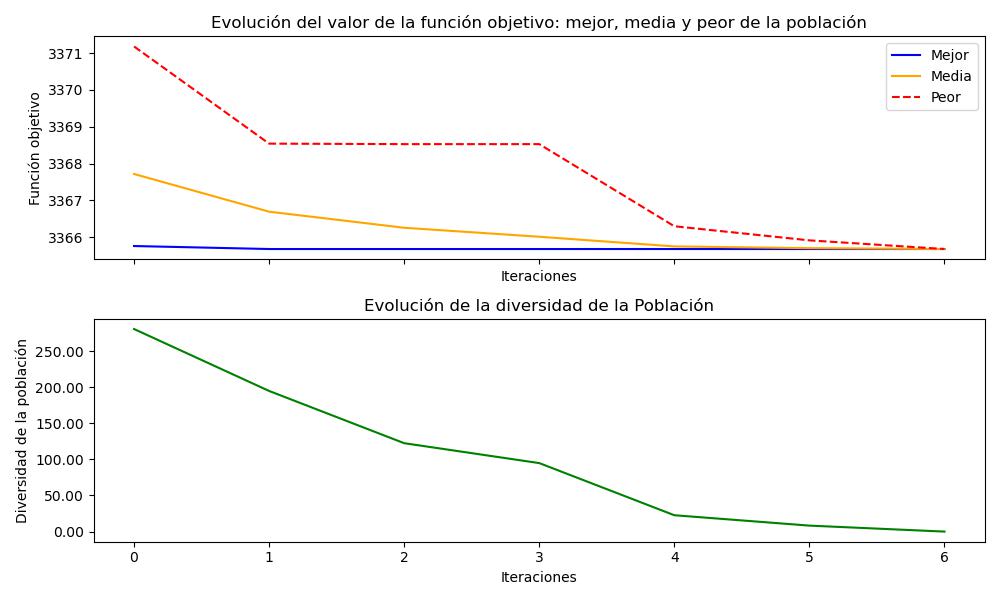 Evolución del valor de la función objetivo: mejor, media y peor de la población
3371
3370
3369
3368
3367
3366
Función objetivo
Mejor
Media
Peor
Iteraciones
Evolución de la diversidad de la Población
250.00
200.00
150.00
100.00
50.00
0.00
Diversidad de la población
0 1 2 3 4 5 6
Iteraciones